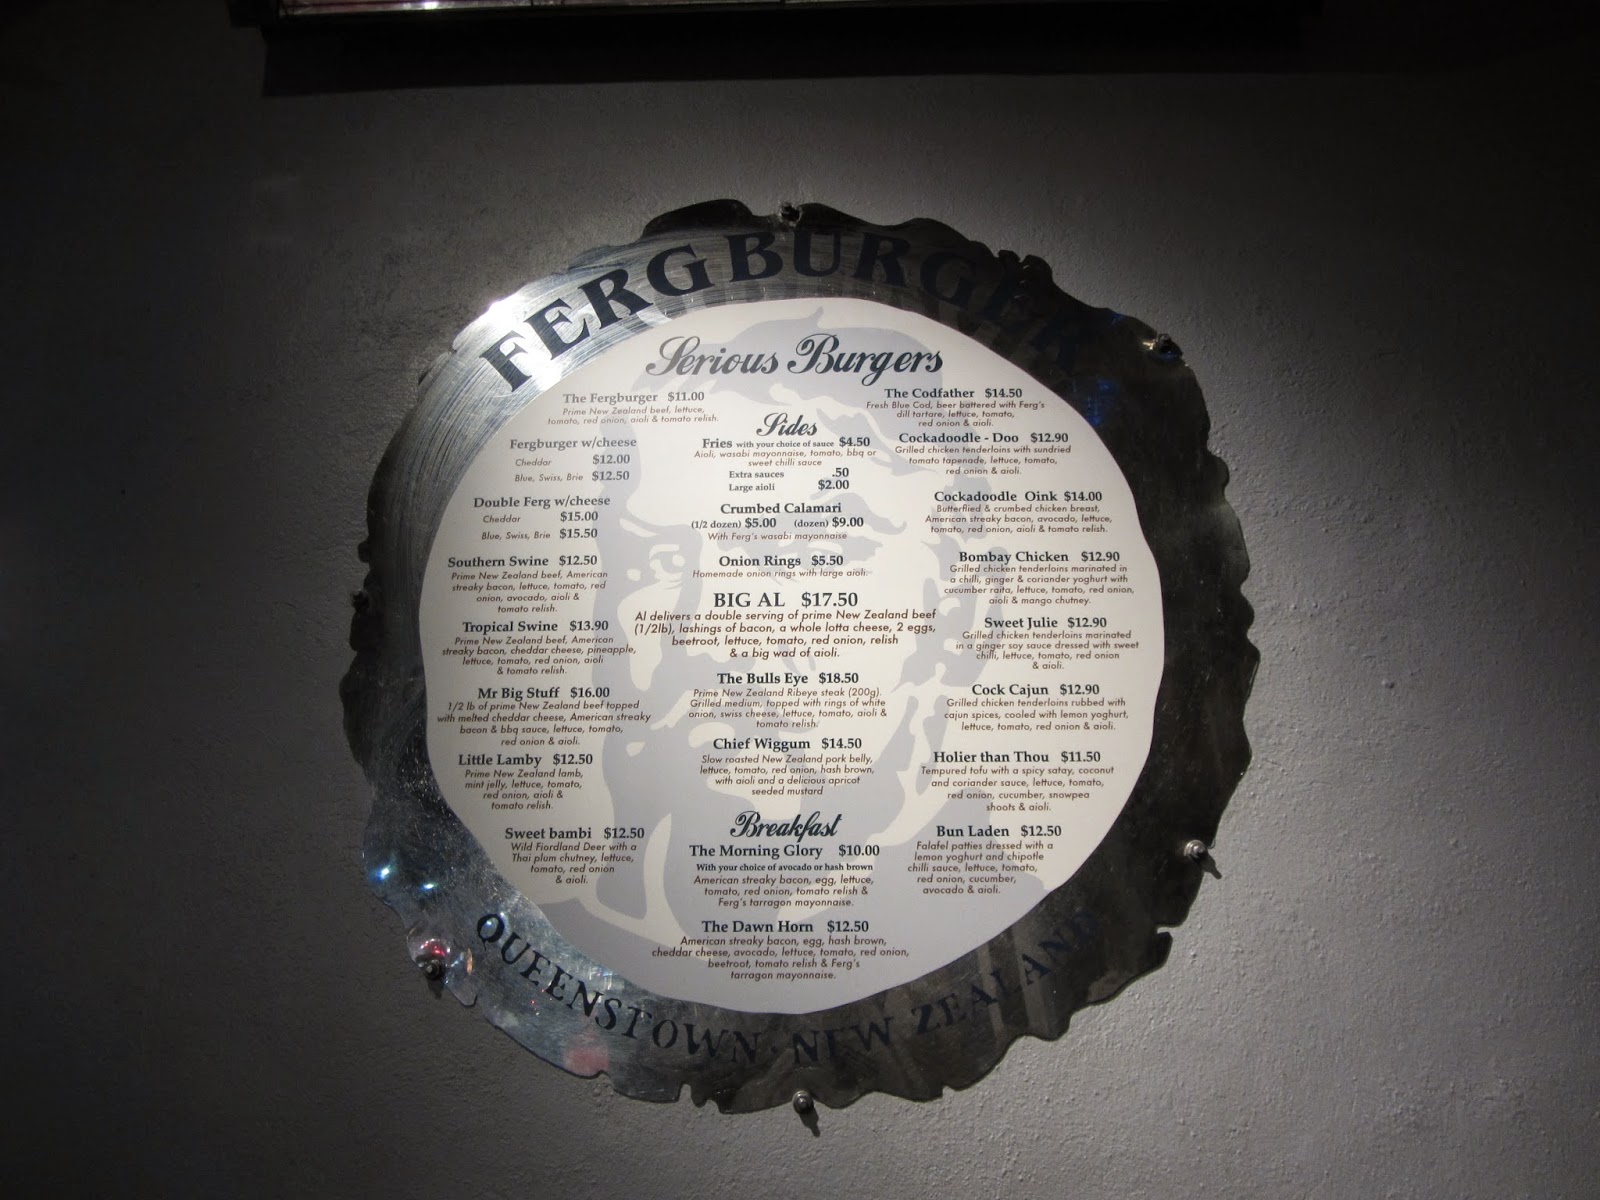 FERGBURGER
Serious Burgers
The Fergburger $11.00
Prime New Zealand beef, lettuce,
tomato, red onion, aioli & tomato relish.
Fergburger w/cheese
Cheddar $12.00
Blue, Swiss, Brie $12.50
Double Ferg w/cheese
Cheddar $15.00
Blue, Swiss, Brie $15.50
Southern Swine $12.50
Prime New Zealand beef, American
streaky bacon, lettuce, tomato, red
onion, avocado, aioli &
tomato relish.
Tropical Swine $13.90
Prime New Zealand beef, American
streaky bacon, cheddar cheese, pineapple,
lettuce, tomato, red onion, aioli
& tomato relish.
Mr Big Stuff $16.00
1/2 lb of prime New Zealand beef topped
with melted cheddar cheese, American streaky
bacon & bbq sauce, lettuce, tomato,
red onion & aioli.
Little Lamby $12.50
Prime New Zealand lamb,
mint jelly, lettuce, tomato,
red onion, aioli &
tomato relish.
Sweet bambi $12.50
Wild Fiordland Deer with a
Thai plum chutney, lettuce,
tomato, red onion
& aioli.
Sides
Fries with your choice of sauce $4.50
Aioli, wasabi mayonnaise, tomato, bbq or
sweet chilli sauce
Extra sauces .50
Large aioli $2.00
Crumbed Calamari
(1/2 dozen) $5.00 (dozen) $9.00
With Ferg's wasabi mayonnaise
Onion Rings $5.50
Homemade onion rings with large aioli.
BIG AL $17.50
Al delivers a double serving of prime New Zealand beef
(1/2lb), lashings of bacon, a whole lotta cheese, 2 eggs,
beetroot, lettuce, tomato, red onion, relish
& a big wad of aioli.
The Bulls Eye $18.50
Prime New Zealand Ribeye steak (200g).
Grilled medium, topped with rings of white
onion, swiss cheese, lettuce, tomato, aioli &
tomato relish.
Chief Wiggum $14.50
Slow roasted New Zealand pork belly,
lettuce, tomato, red onion, hash brown,
with aioli and a delicious apricot
seeded mustard
Breakfast
The Morning Glory $10.00
With your choice of avocado or hash brown
American streaky bacon, egg, lettuce,
tomato, red onion, tomato relish &
Ferg's tarragon mayonnaise.
The Dawn Horn $12.50
American streaky bacon, egg, hash brown,
cheddar cheese, avocado, lettuce, tomato, red onion,
beetroot, tomato relish & Ferg's
tarragon mayonnaise.
The Codfather $14.50
Fresh Blue Cod, beer battered with Ferg's
dill tartare, lettuce, tomato,
red onion & aioli.
Cockadoodle - Doo $12.90
Grilled chicken tenderloins with sundried
tomato tapenade, lettuce, tomato,
red onion & aioli.
Cockadoodle Oink $14.00
Butterflied & crumbed chicken breast,
American streaky bacon, avocado, lettuce,
tomato, red onion, aioli & tomato relish.
Bombay Chicken $12.90
Grilled chicken tenderloins marinated in
a chilli, ginger & coriander yoghurt with
cucumber raita, lettuce, tomato, red onion,
aioli & mango chutney.
Sweet Julie $12.90
Grilled chicken tenderloins marinated
in a ginger soy sauce dressed with sweet
chilli, lettuce, tomato, red onion
& aioli.
Cock Cajun $12.90
Grilled chicken tenderloins rubbed with
cajun spices, cooled with lemon yoghurt,
lettuce, tomato, red onion & aioli.
Holier than Thou $11.50
Tempured tofu with a spicy satay, coconut
and coriander sauce, lettuce, tomato,
red onion, cucumber, snowpea
shoots & aioli.
Bun Laden $12.50
Falafel patties dressed with a
lemon yoghurt and chipotle
chilli sauce, lettuce, tomato,
red onion, cucumber,
avocado & aioli.
QUEENSTOWN · NEW ZEALAND